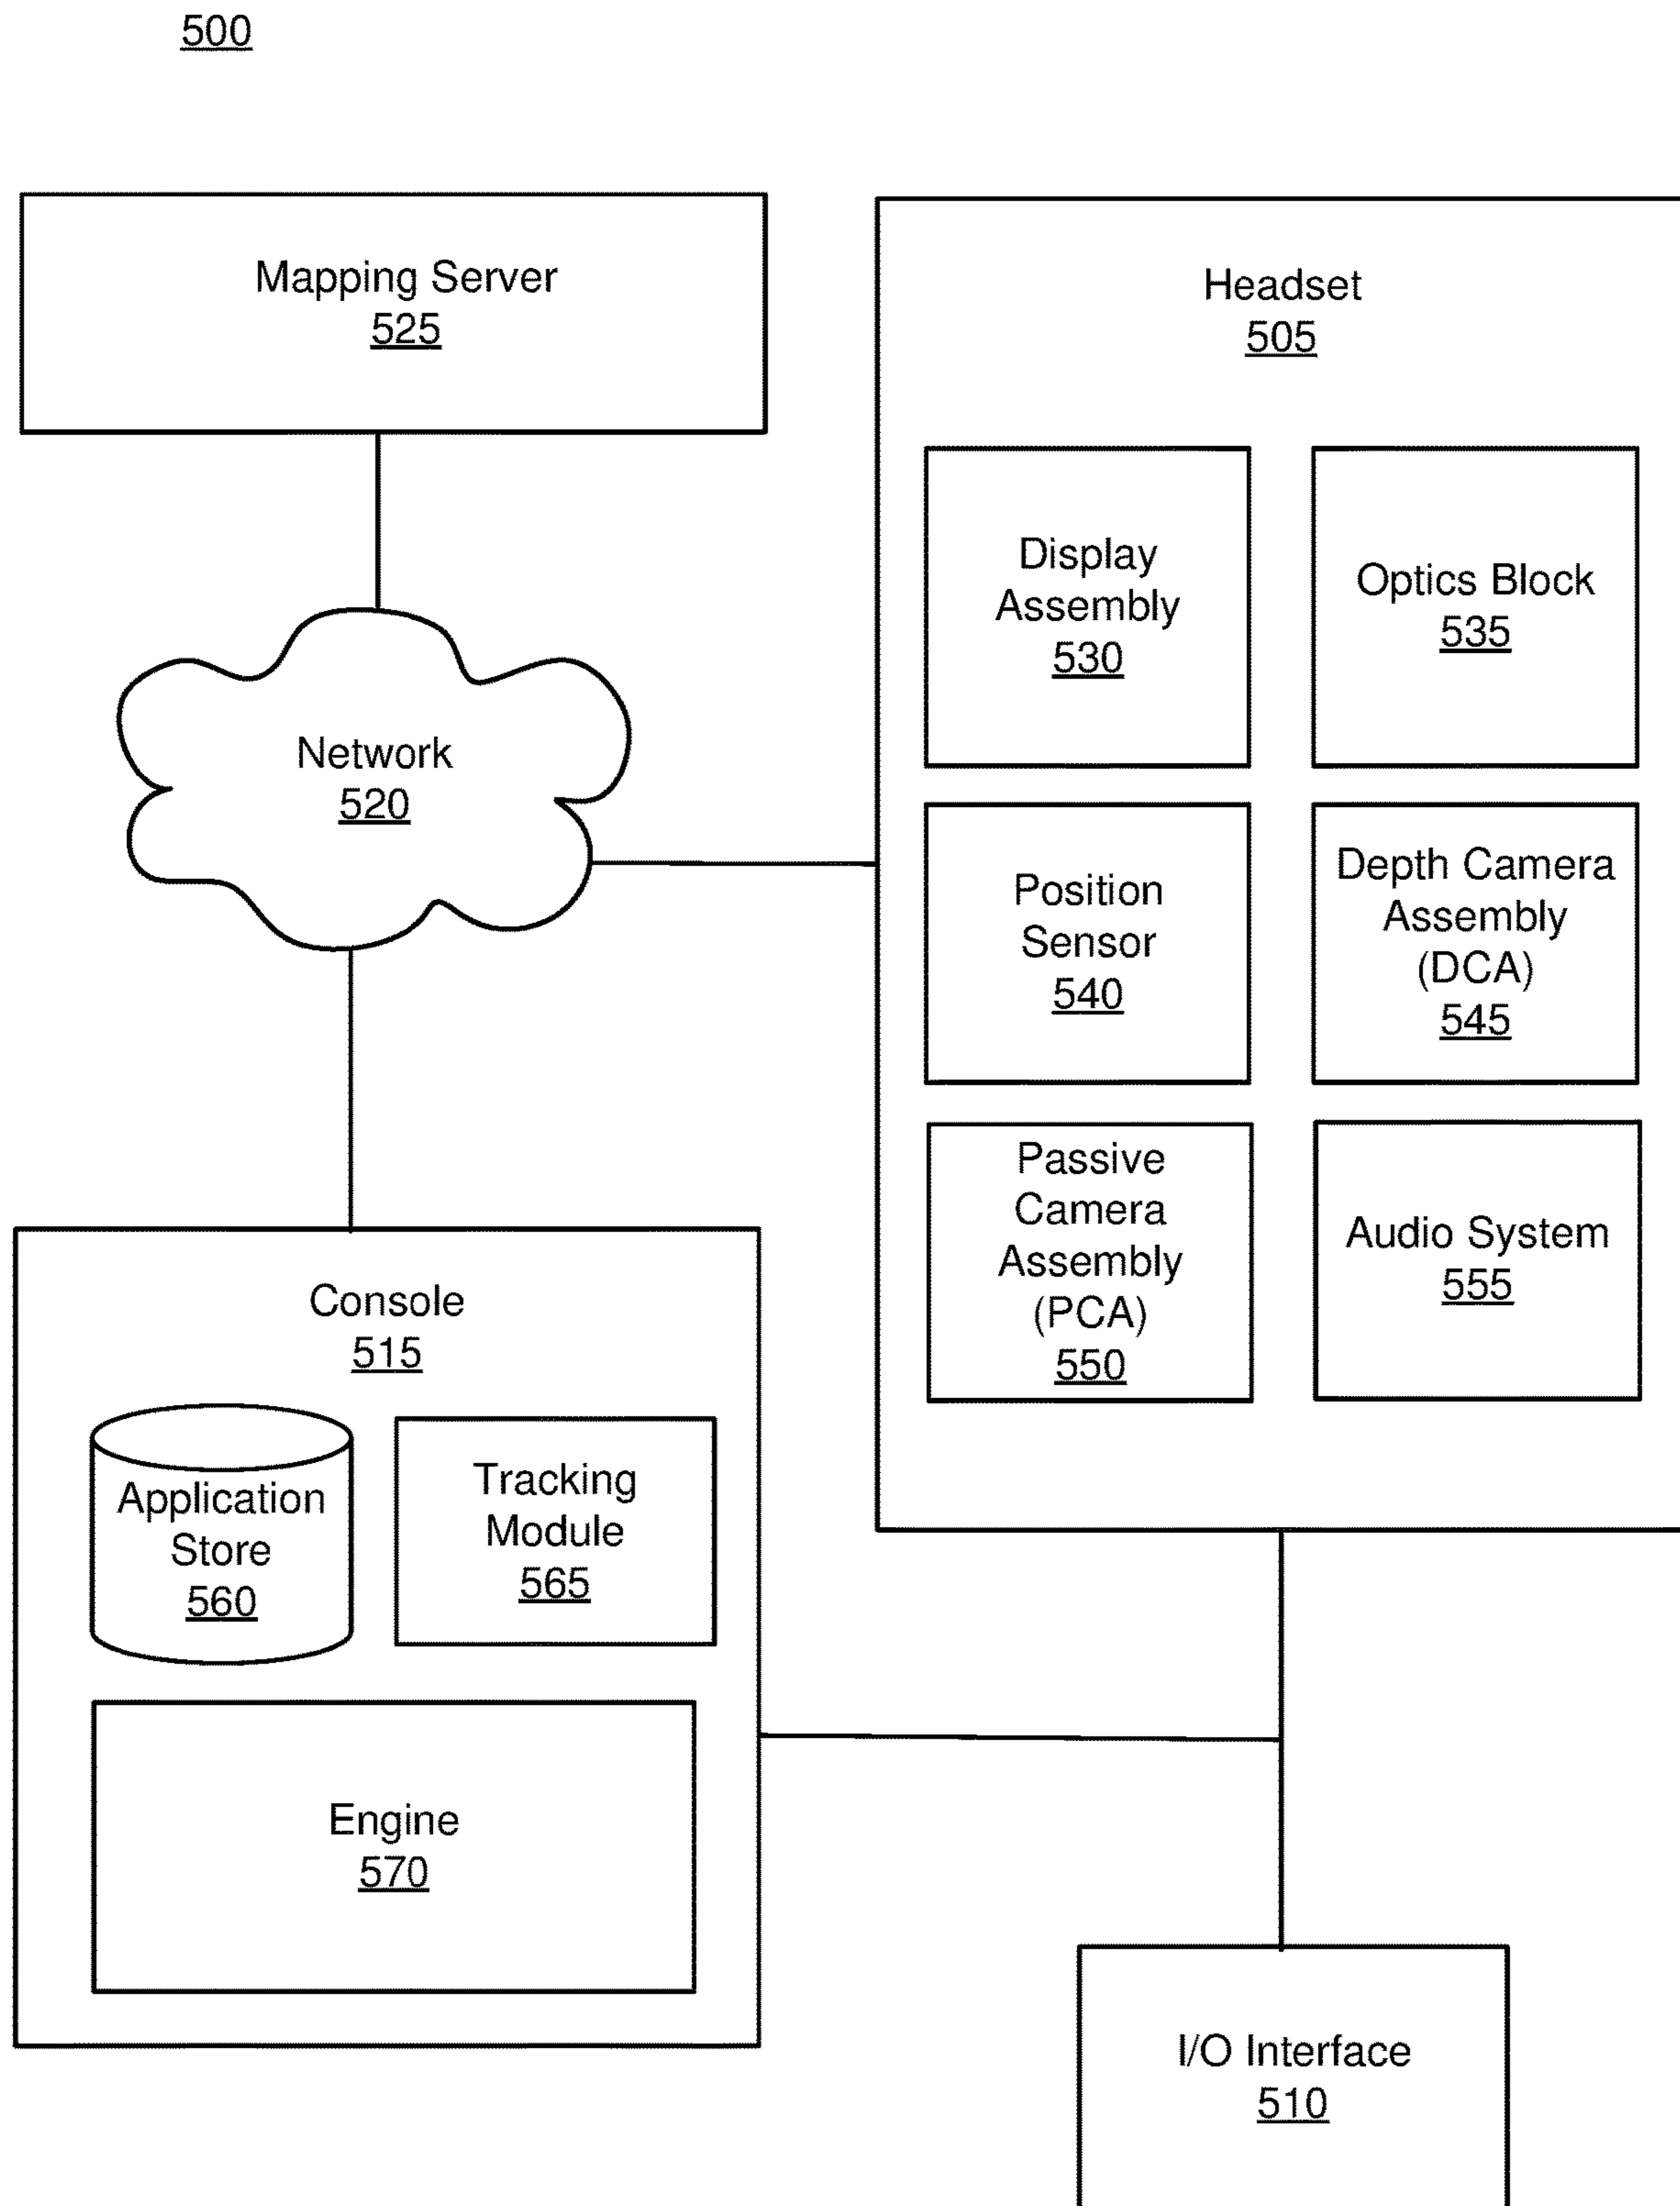 500
Mapping Server
525
Headset
505
Display
Assembly
530
Optics Block
535
Network
520
Position
Sensor
540
Depth Camera
Assembly
(DCA)
545
Passive
Camera
Assembly
(PCA)
550
Audio System
555
Console
515
Application
Store
560
Tracking
Module
565
Engine
570
I/O Interface
510